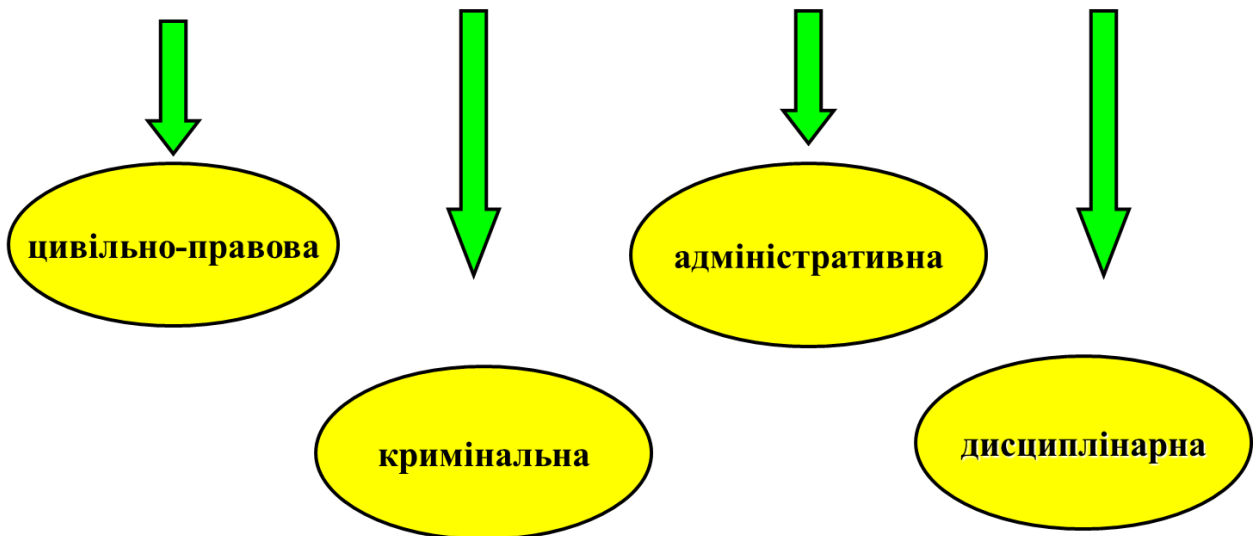 цивільно-правова
адміністративна
кримінальна
дисциплінарна